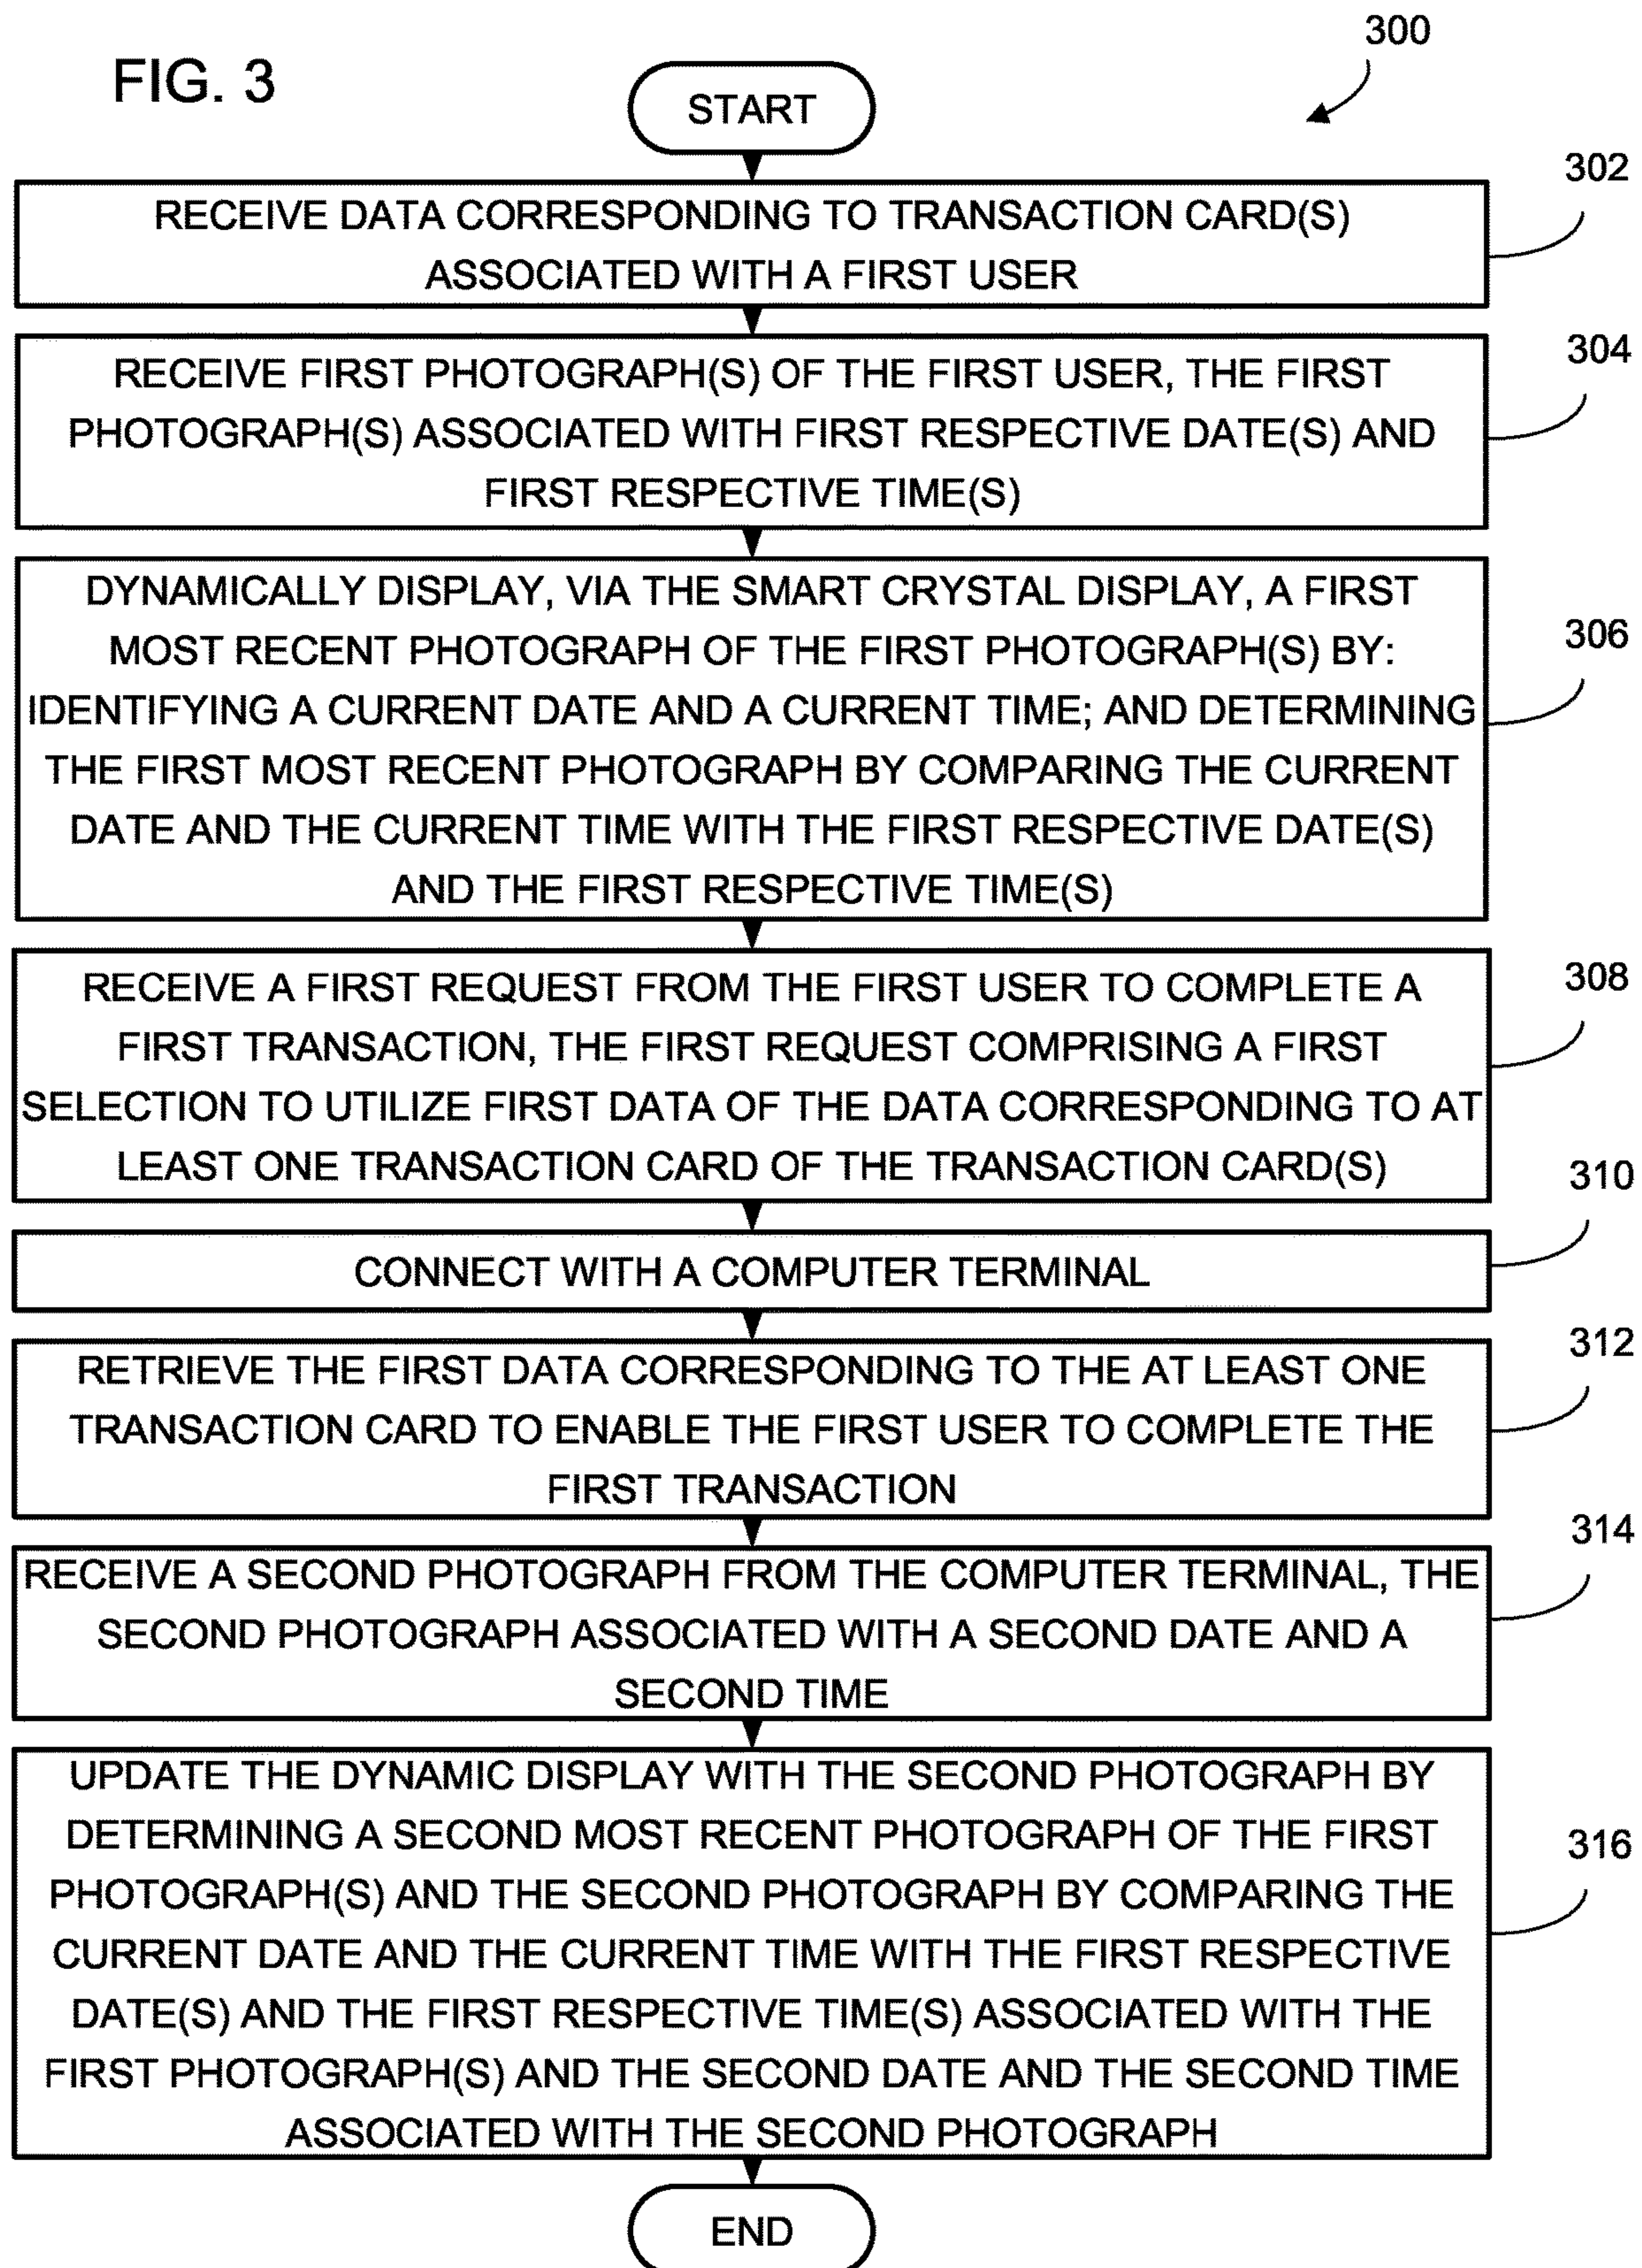 300
FIG. 3
START
302
RECEIVE DATA CORRESPONDING TO TRANSACTION CARD(S)
ASSOCIATED WITH A FIRST USER
304
RECEIVE FIRST PHOTOGRAPH(S) OF THE FIRST USER, THE FIRST
PHOTOGRAPH(S) ASSOCIATED WITH FIRST RESPECTIVE DATE(S) AND
FIRST RESPECTIVE TIME(S)
306
DYNAMICALLY DISPLAY, VIA THE SMART CRYSTAL DISPLAY, A FIRST
MOST RECENT PHOTOGRAPH OF THE FIRST PHOTOGRAPH(S) BY:
IDENTIFYING A CURRENT DATE AND A CURRENT TIME; AND DETERMINING
THE FIRST MOST RECENT PHOTOGRAPH BY COMPARING THE CURRENT
DATE AND THE CURRENT TIME WITH THE FIRST RESPECTIVE DATE(S)
AND THE FIRST RESPECTIVE TIME(S)
308
RECEIVE A FIRST REQUEST FROM THE FIRST USER TO COMPLETE A
FIRST TRANSACTION, THE FIRST REQUEST COMPRISING A FIRST
SELECTION TO UTILIZE FIRST DATA OF THE DATA CORRESPONDING TO AT
LEAST ONE TRANSACTION CARD OF THE TRANSACTION CARD(S)
310
CONNECT WITH A COMPUTER TERMINAL
312
RETRIEVE THE FIRST DATA CORRESPONDING TO THE AT LEAST ONE
TRANSACTION CARD TO ENABLE THE FIRST USER TO COMPLETE THE
FIRST TRANSACTION
314
RECEIVE A SECOND PHOTOGRAPH FROM THE COMPUTER TERMINAL, THE
SECOND PHOTOGRAPH ASSOCIATED WITH A SECOND DATE AND A
SECOND TIME
316
UPDATE THE DYNAMIC DISPLAY WITH THE SECOND PHOTOGRAPH BY
DETERMINING A SECOND MOST RECENT PHOTOGRAPH OF THE FIRST
PHOTOGRAPH(S) AND THE SECOND PHOTOGRAPH BY COMPARING THE
CURRENT DATE AND THE CURRENT TIME WITH THE FIRST RESPECTIVE
DATE(S) AND THE FIRST RESPECTIVE TIME(S) ASSOCIATED WITH THE
FIRST PHOTOGRAPH(S) AND THE SECOND DATE AND THE SECOND TIME
ASSOCIATED WITH THE SECOND PHOTOGRAPH
END